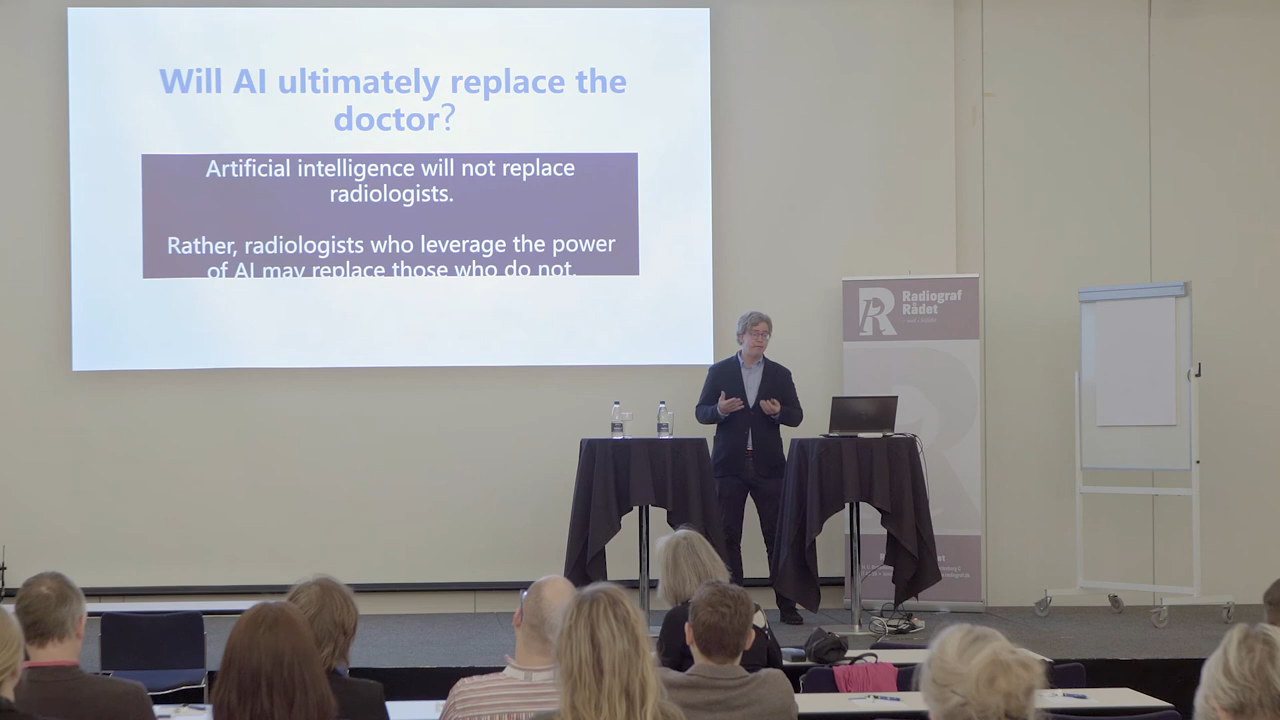 Will AI ultimately replace the
doctor?
Artificial intelligence will not replace
radiologists.
Rather, radiologists who leverage the power
of AI may replace those who do not.
Radiograf
Rådet